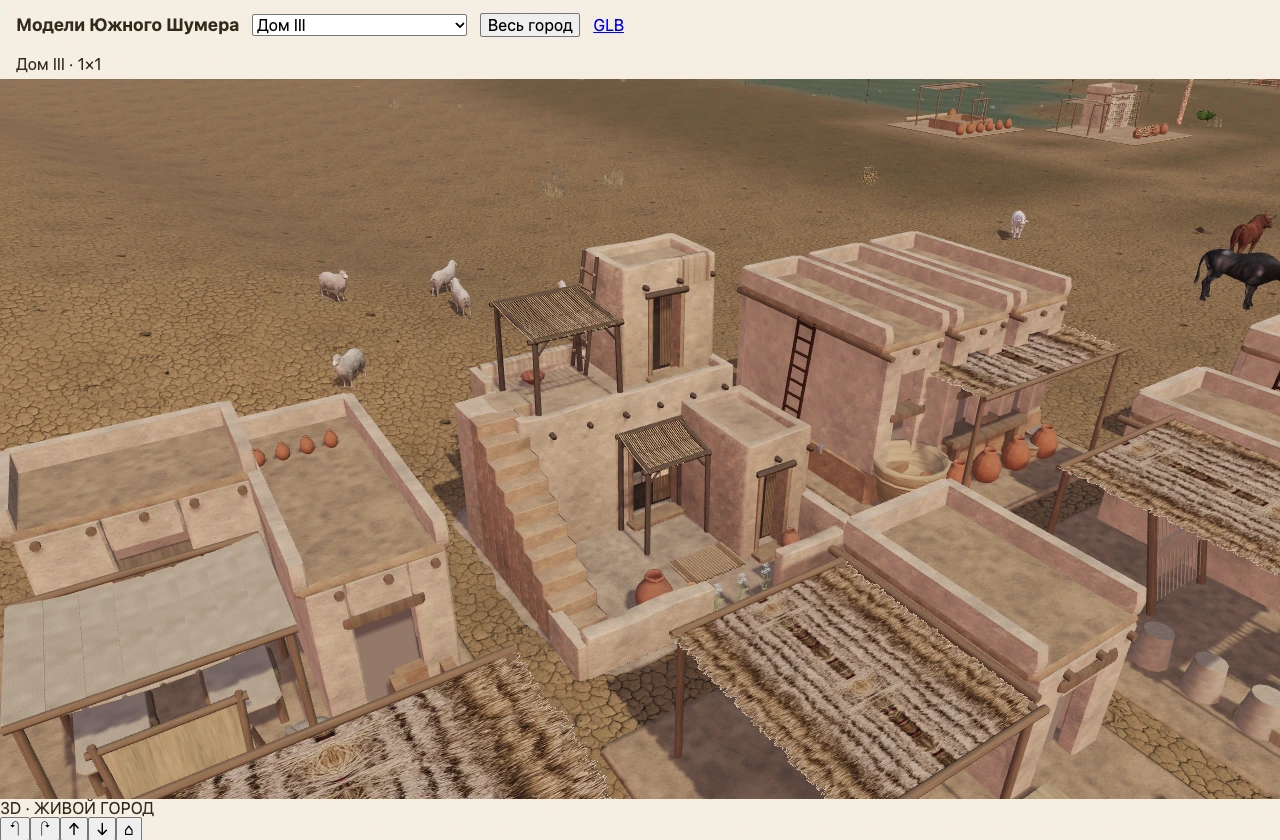 Модели Южного Шумера Дом III Весь город GLB
Дом III · 1×1
3D · ЖИВОЙ ГОРОД
↰ ↱ ↑ ↓ ⌂